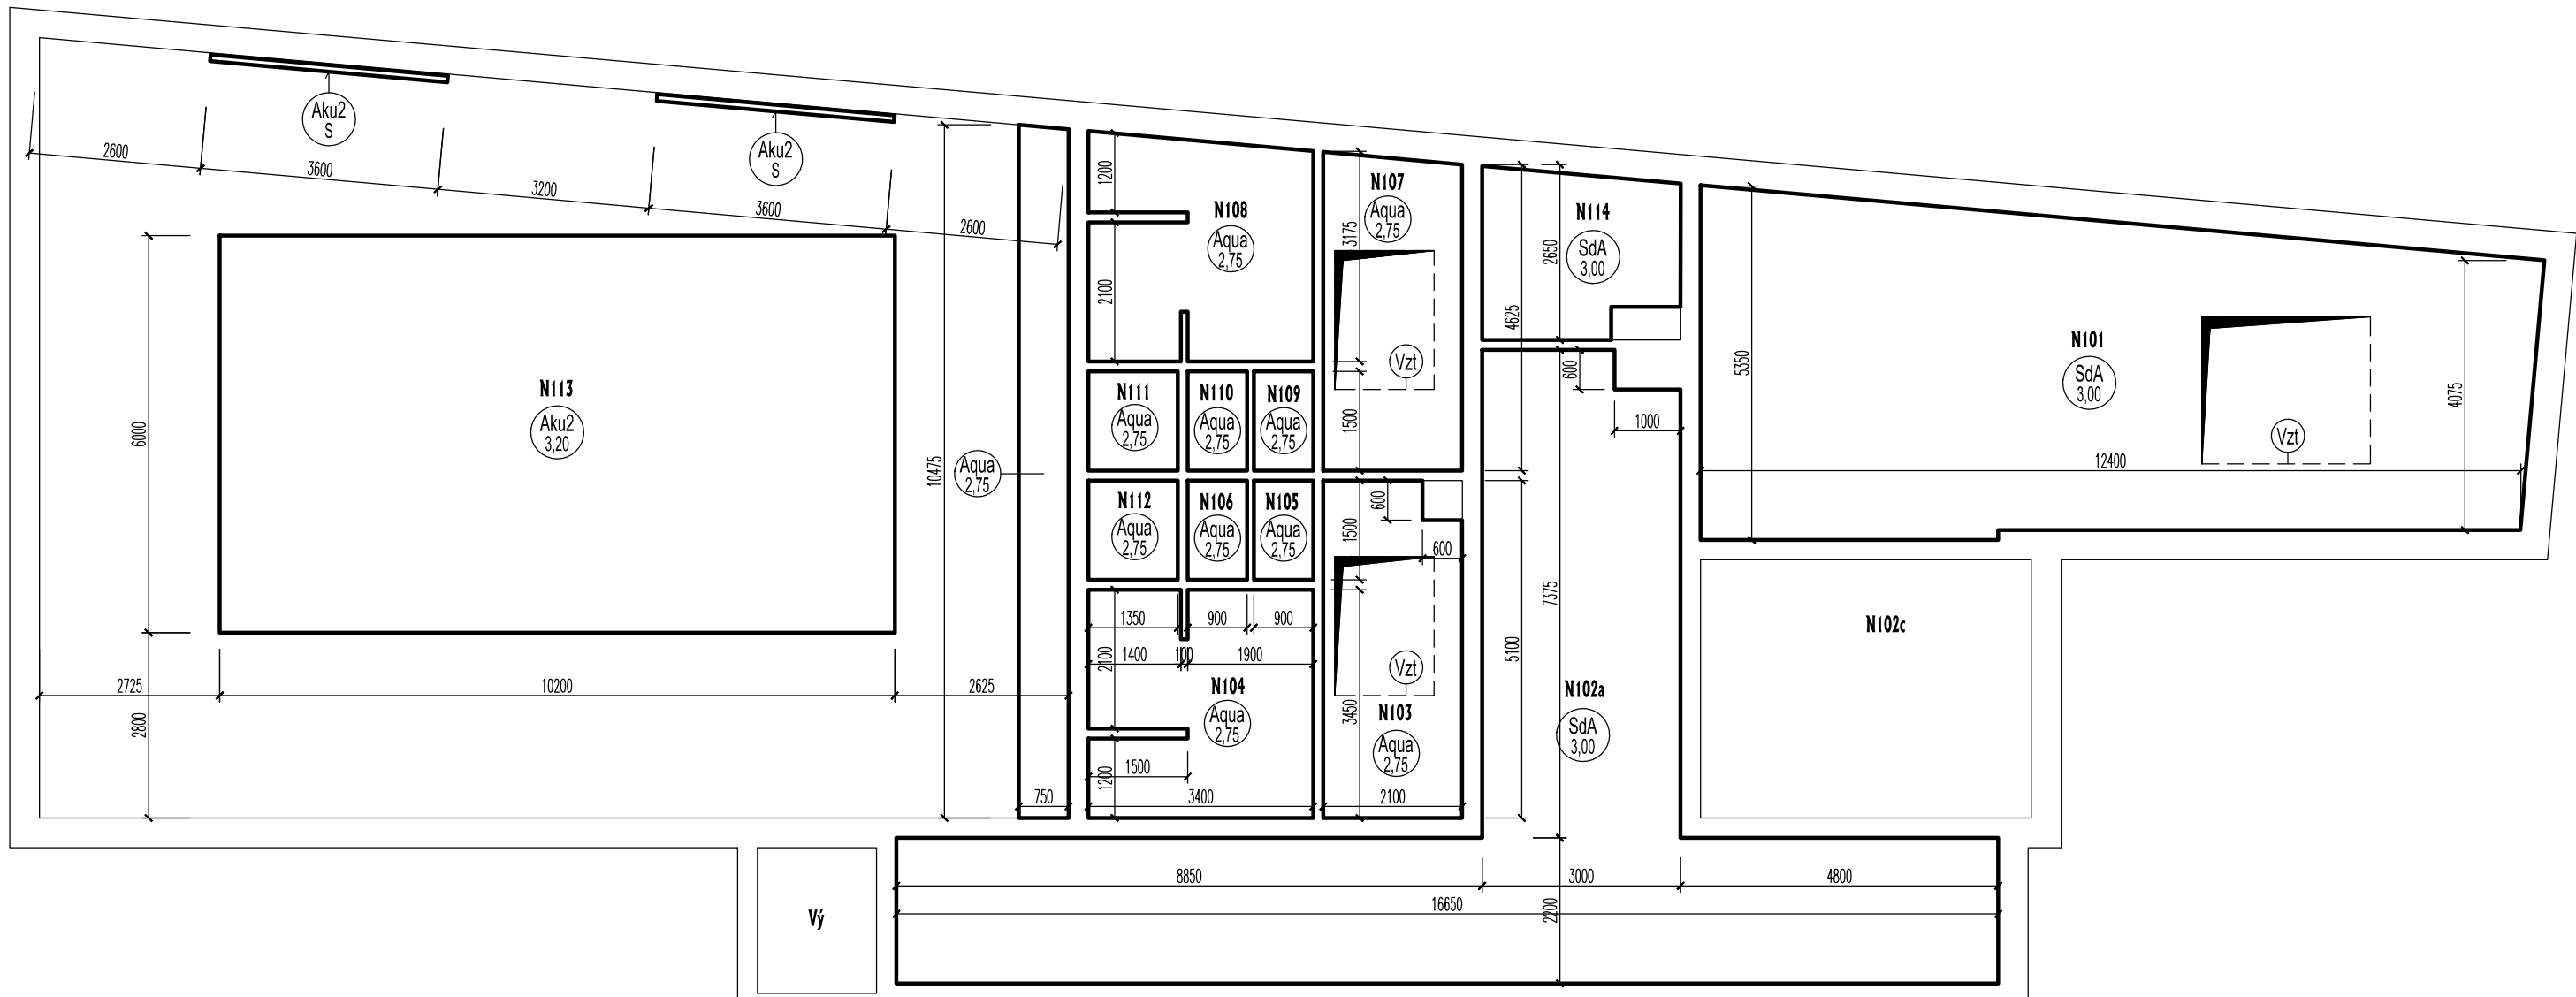 Aku2
S
Aku2
S
2600
3600
3200
3600
2600
N113
Aku2
3,20
6000
2800
2725
10200
2625
10475
Aqua
2,75
750
1200
2100
N108
Aqua
2,75
N107
Aqua
2,75
3175
1500
Vzt
4625
2650
N114
SdA
3,00
600
1000
5350
N101
SdA
3,00
Vzt
4075
12400
N111
Aqua
2,75
N110
Aqua
2,75
N109
Aqua
2,75
N112
Aqua
2,75
N106
Aqua
2,75
N105
Aqua
2,75
600
1500
600
1350
900
900
1400
100
1900
2100
N104
Aqua
2,75
1500
1200
3400
Vzt
3450
N103
Aqua
2,75
2100
5100
7375
N102a
SdA
3,00
N102c
8850
3000
4800
16650
2200
Vý